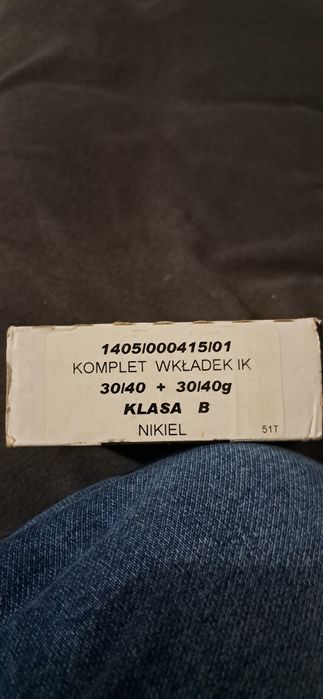 1405/000415/01
KOMPLET WKŁADEK IK
30/40 + 30/40g
KLASA B
NIKIEL
51T